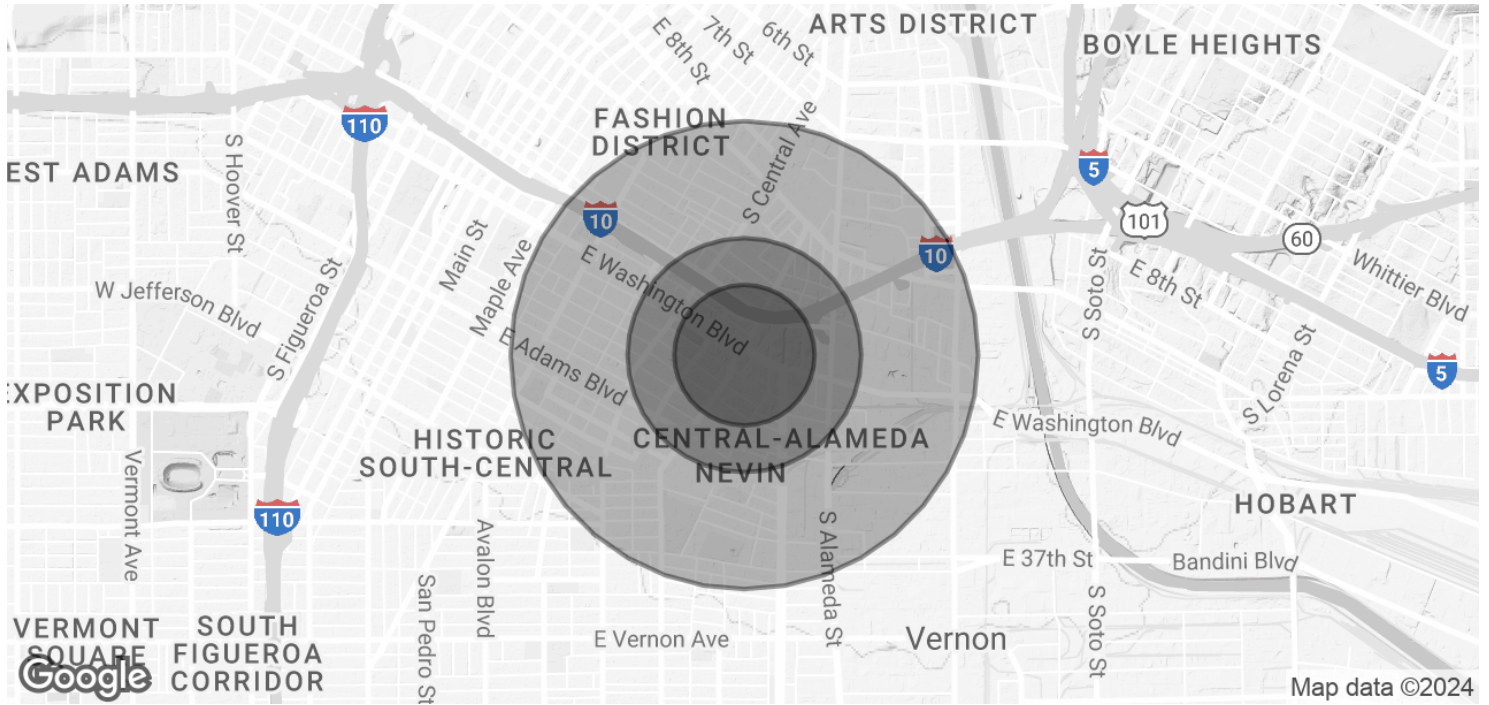 ARTS DISTRICT
6th St
7th St
E 8th St
BOYLE HEIGHTS
FASHION
DISTRICT
110
S Hoover St
EST ADAMS
S Central Ave
5
10
101
60
10
Main St
Maple Ave
E Washington Blvd
S Soto St
E 8th St
Whittier Blvd
W Jefferson Blvd
S Figueroa St
E Adams Blvd
S Lorena St
5
EXPOSITION
PARK
HISTORIC
SOUTH-CENTRAL
CENTRAL-ALAMEDA
NEVIN
E Washington Blvd
Vermont Ave
110
HOBART
Avalon Blvd
San Pedro St
S Alameda St
E 37th St
Bandini Blvd
S Soto St
VERMONT
SQUARE
SOUTH
FIGUEROA
CORRIDOR
E Vernon Ave
Vernon
Google
Map data ©2024